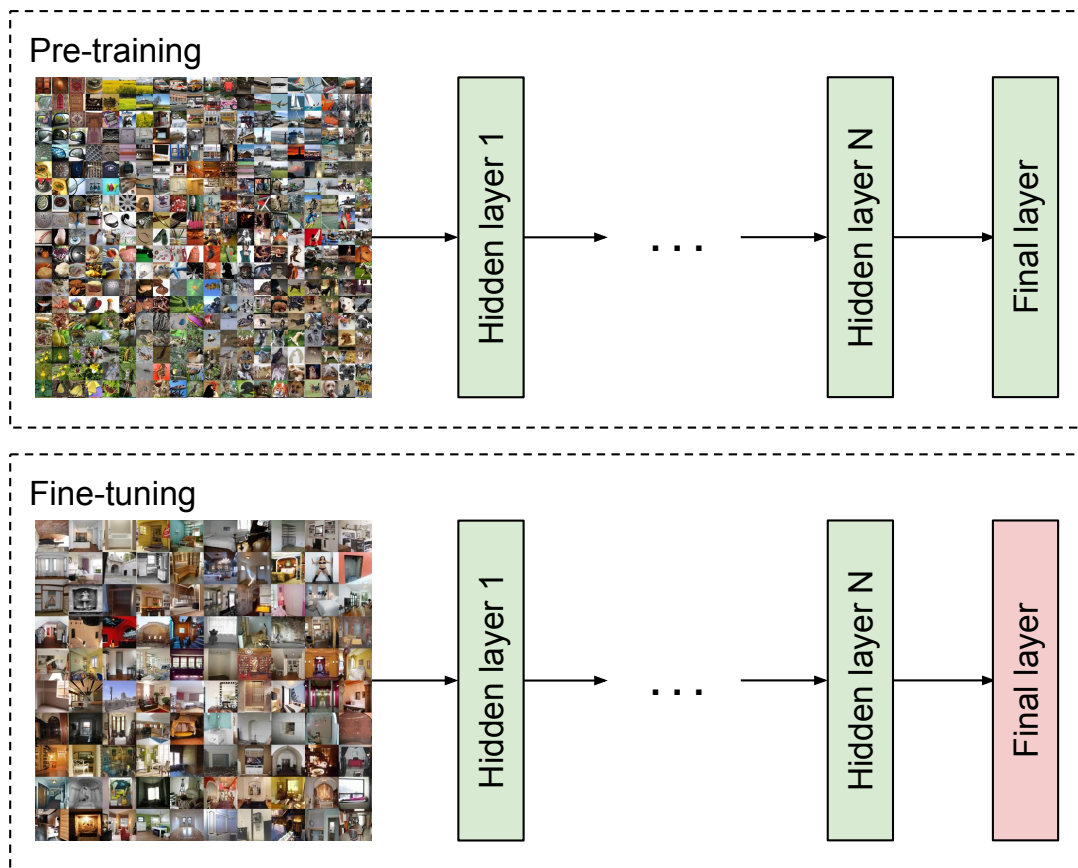 Pre-training
Hidden layer 1
. . .
Hidden layer N
Final layer
Fine-tuning
Hidden layer 1
. . .
Hidden layer N
Final layer